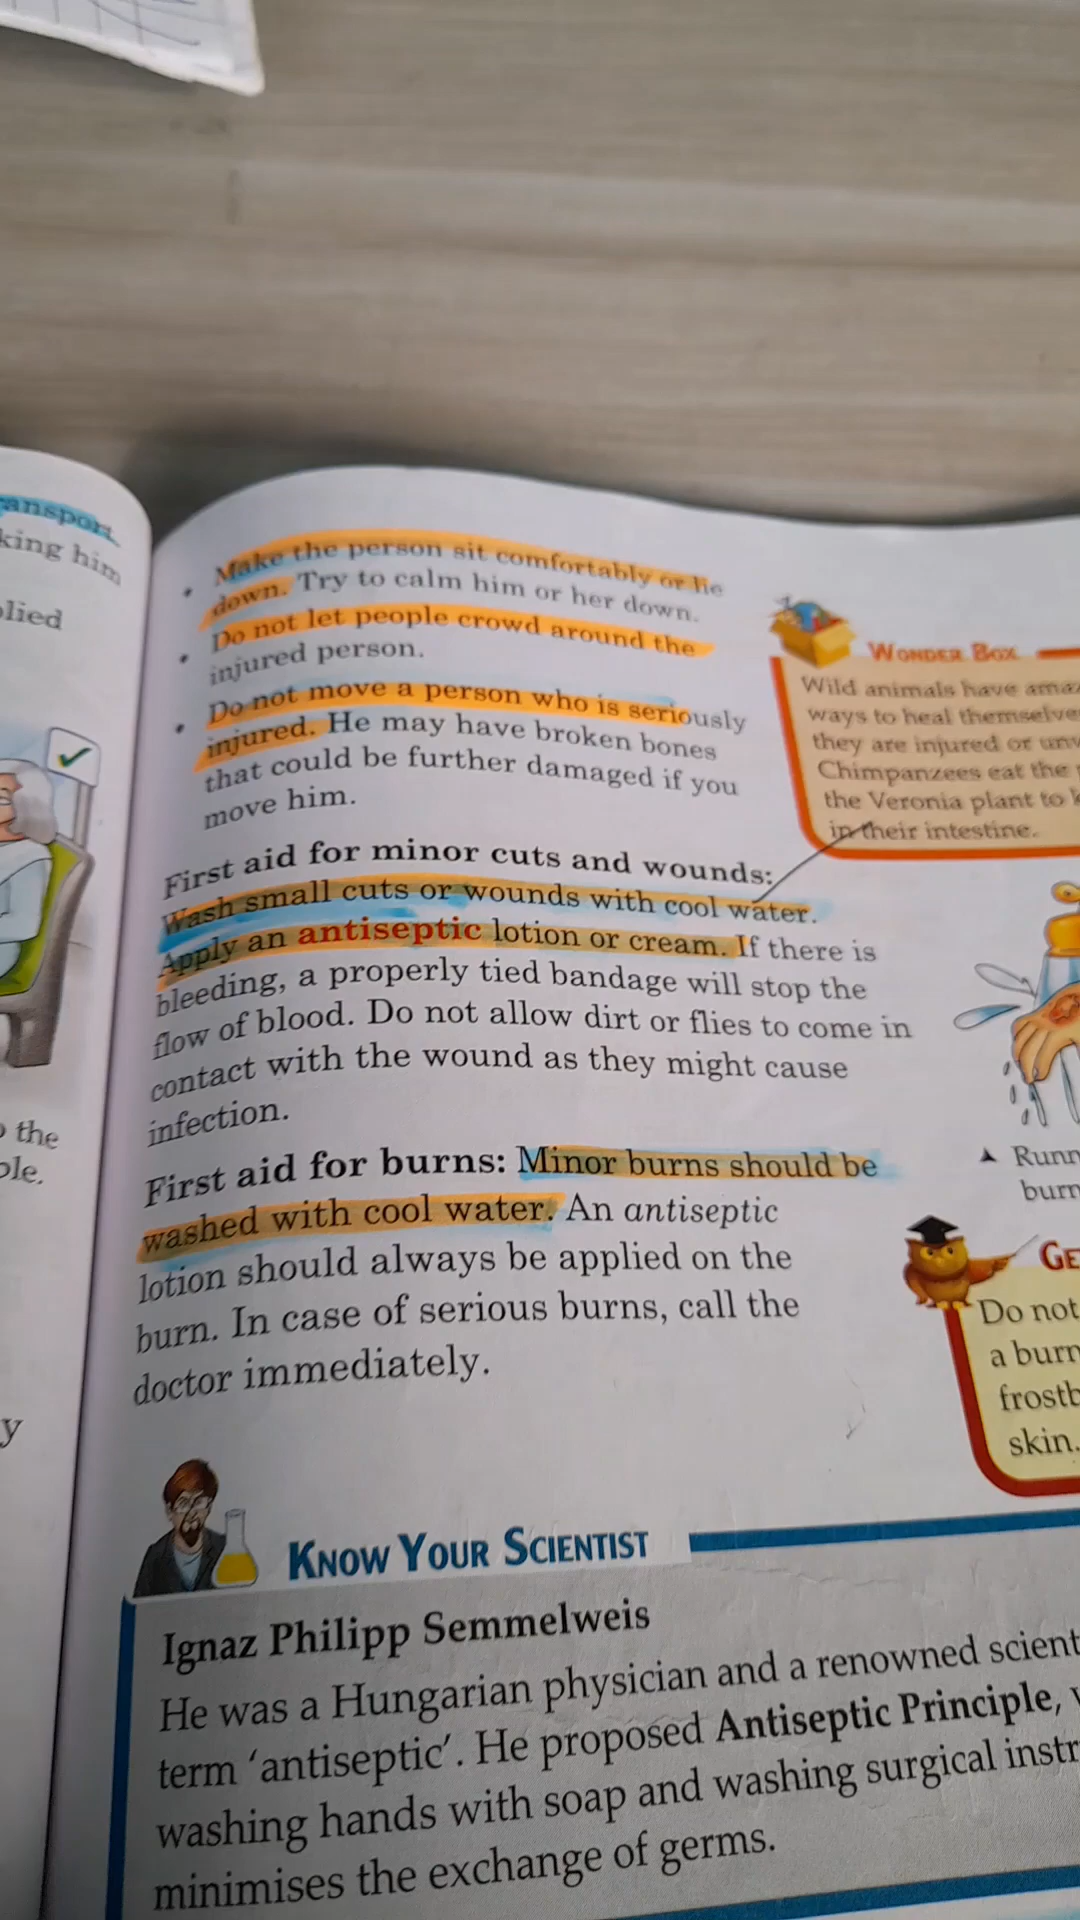 ansport
king him
lied
the
y
• Make the person sit comfortably or lie
down. Try to calm him or her down.
• Do not let people crowd around the
injured person.
• Do not move a person who is seriously
injured. He may have broken bones
that could be further damaged if you
move him.
First aid for minor cuts and wounds:
Wash small cuts or wounds with cool water.
Apply an antiseptic lotion or cream. If there is
bleeding, a properly tied bandage will stop the
flow of blood. Do not allow dirt or flies to come in
contact with the wound as they might cause
infection.
First aid for burns: Minor burns should be
washed with cool water. An antiseptic
lotion should always be applied on the
burn. In case of serious burns, call the
doctor immediately.
WONDER BOX
Wild animals have ama
ways to heal themselve
they are injured or
Chimpanzees eat the
the Veronia plant to
in their intestine.
Runn
burn
GE
Do not
a burn
frostb
skin.
KNOW YOUR SCIENTIST
Ignaz Philipp Semmelweis
He was a Hungarian physician and a renowned scient
term 'antiseptic'. He proposed Antiseptic Principle,
washing hands with soap and washing surgical instr
minimises the exchange of germs.